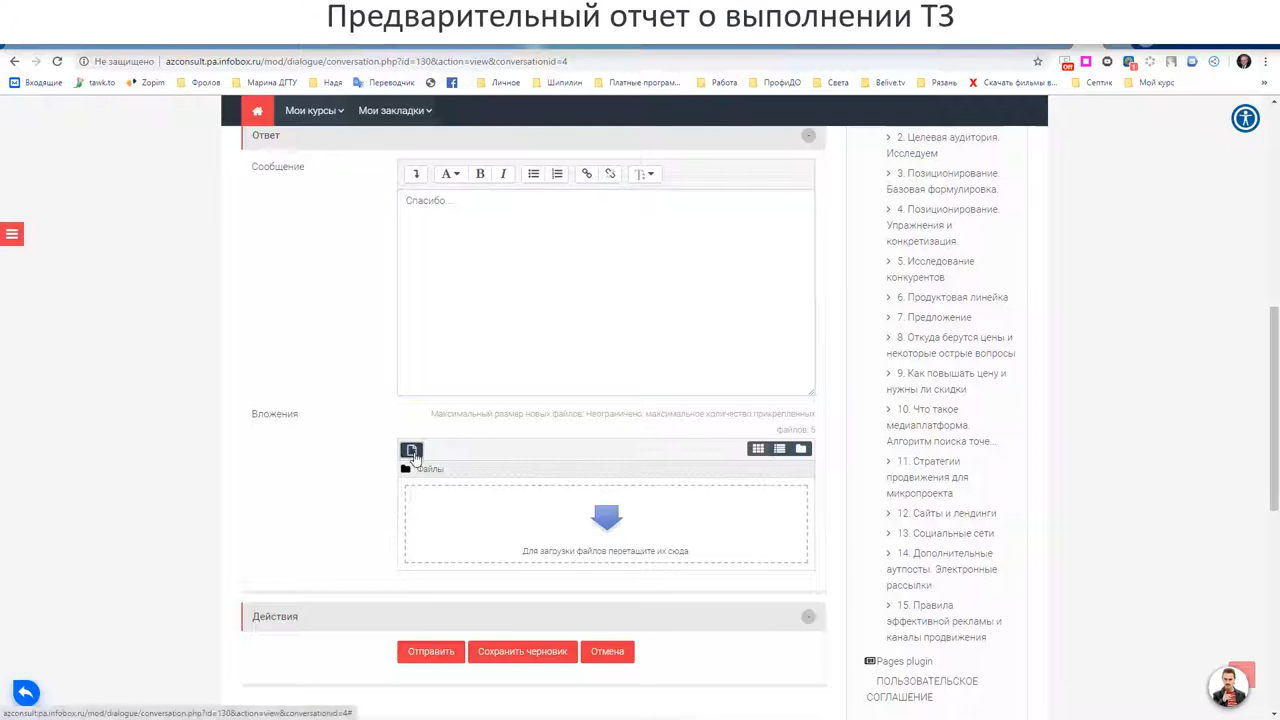 Предварительный отчет о выполнении ТЗ
Не защищено azconsult.pa.infobox.ru/mod/dialogue/conversation.php?id=130&action=view&conversationid=4
Входящие tawk.to Zopim Фролов Марина ДГТУ Надя Переводчик Личное Шипилин Платные програм... Работа ПрофиДО Света Belive.tv Рязань Скачать фильмы в... Септик Мой курс »
Off
Мои курсы Мои закладки
Ответ
Сообщение
A B I
Спасибо...
Вложения
Максимальный размер новых файлов: Неограничено, максимальное количество прикрепленных
файлов: 5
Файлы
Для загрузки файлов перетащите их сюда.
Действия
Отправить Сохранить черновик Отмена
2. Целевая аудитория.
Исследуем
3. Позиционирование.
Базовая формулировка.
4. Позиционирование.
Упражнения и
конкретизация.
5. Исследование
конкурентов
6. Продуктовая линейка
7. Предложение
8. Откуда берутся цены и
некоторые острые вопросы
9. Как повышать цену и
нужны ли скидки
10. Что такое
медиаплатформа.
Алгоритм поиска точе...
11. Стратегии
продвижения для
микропроекта
12. Сайты и лендинги
13. Социальные сети
14. Дополнительные
аутпосты. Электронные
рассылки
15. Правила
эффективной рекламы и
каналы продвижения
Pages plugin
ПОЛЬЗОВАТЕЛЬСКОЕ
СОГЛАШЕНИЕ
azconsult.pa.infobox.ru/mod/dialogue/conversation.php?id=130&action=view&conversationid=4#